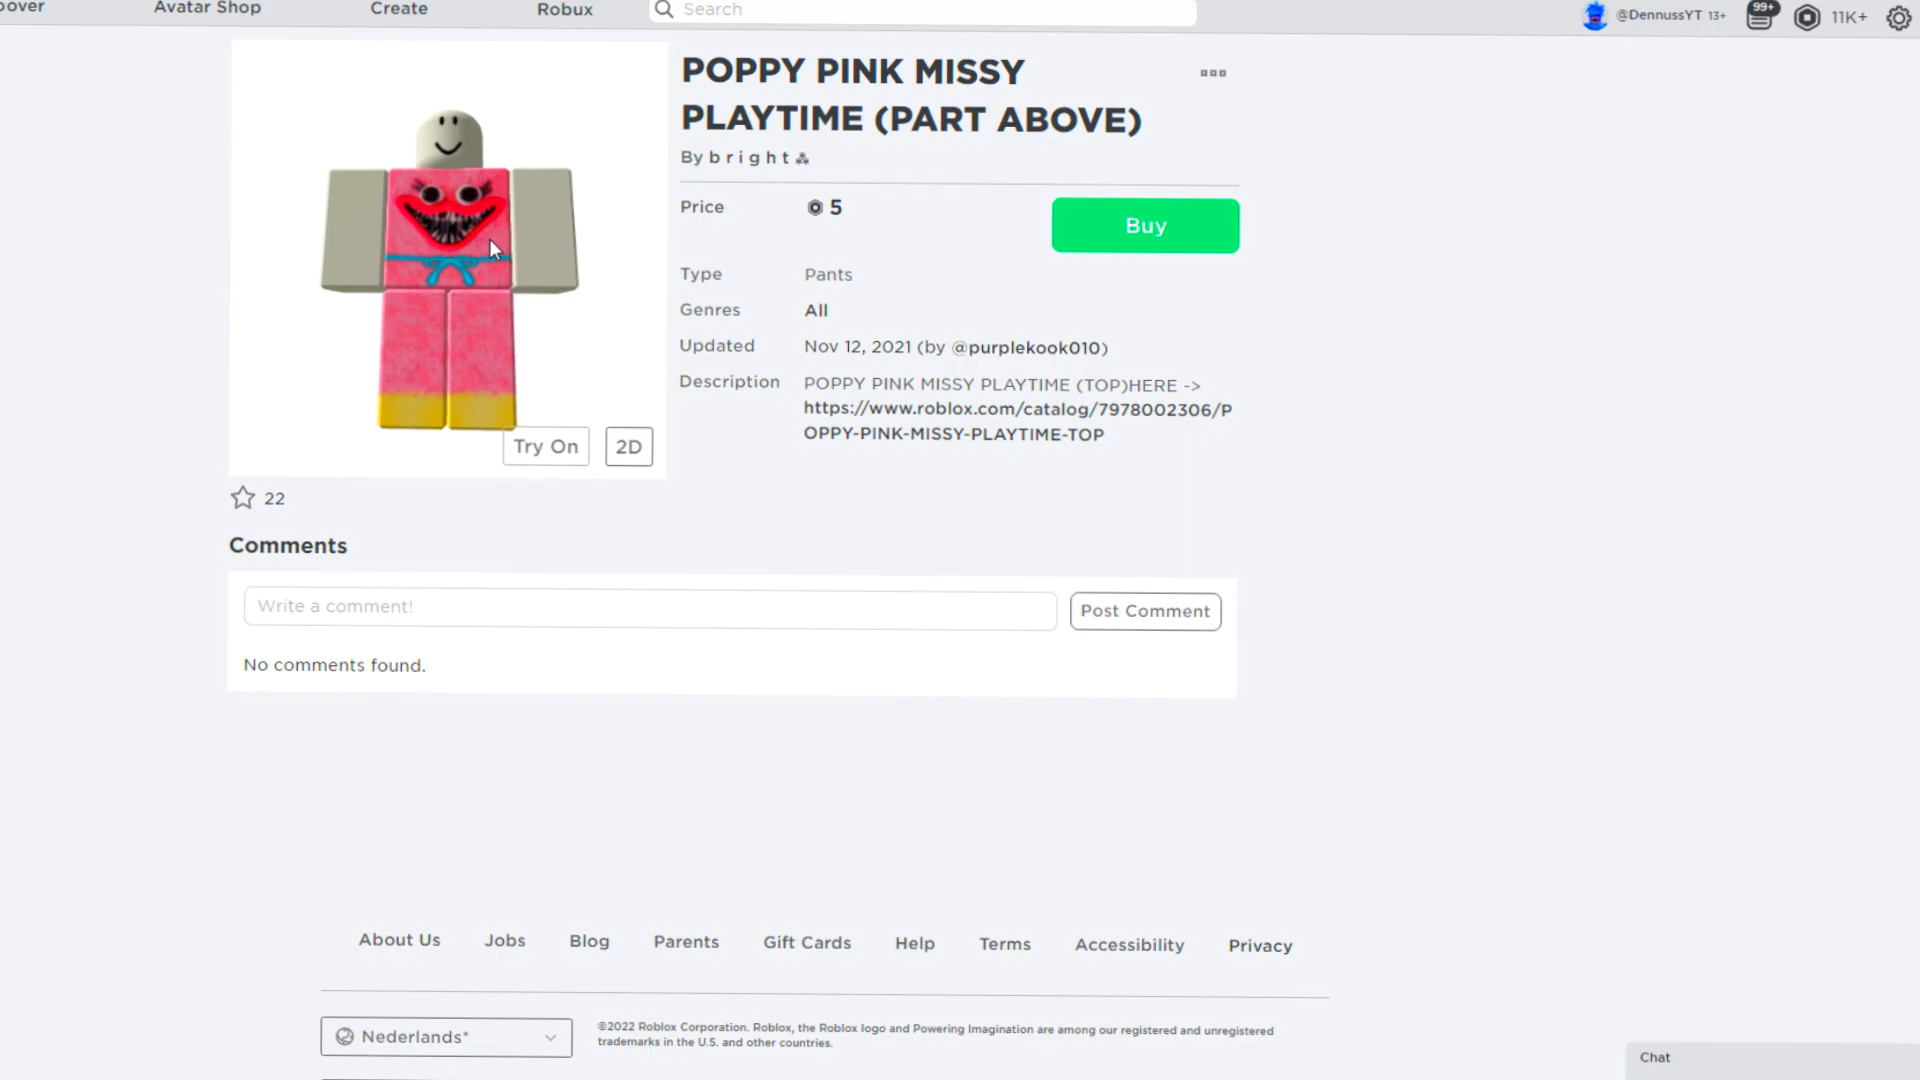 over Avatar Shop Create Robux Search @DennussYT 13+ 99+ 11K+
POPPY PINK MISSY
PLAYTIME (PART ABOVE)
By b r i g h t
Price 5 Buy
Type Pants
Genres All
Updated Nov 12, 2021 (by @purplekook010)
Description POPPY PINK MISSY PLAYTIME (TOP)HERE ->
https://www.roblox.com/catalog/7978002306/P
OPPY-PINK-MISSY-PLAYTIME-TOP
Try On 2D
22
Comments
Write a comment! Post Comment
No comments found.
About Us Jobs Blog Parents Gift Cards Help Terms Accessibility Privacy
Nederlands*
©2022 Roblox Corporation. Roblox, the Roblox logo and Powering Imagination are among our registered and unregistered
trademarks in the U.S. and other countries.
Chat